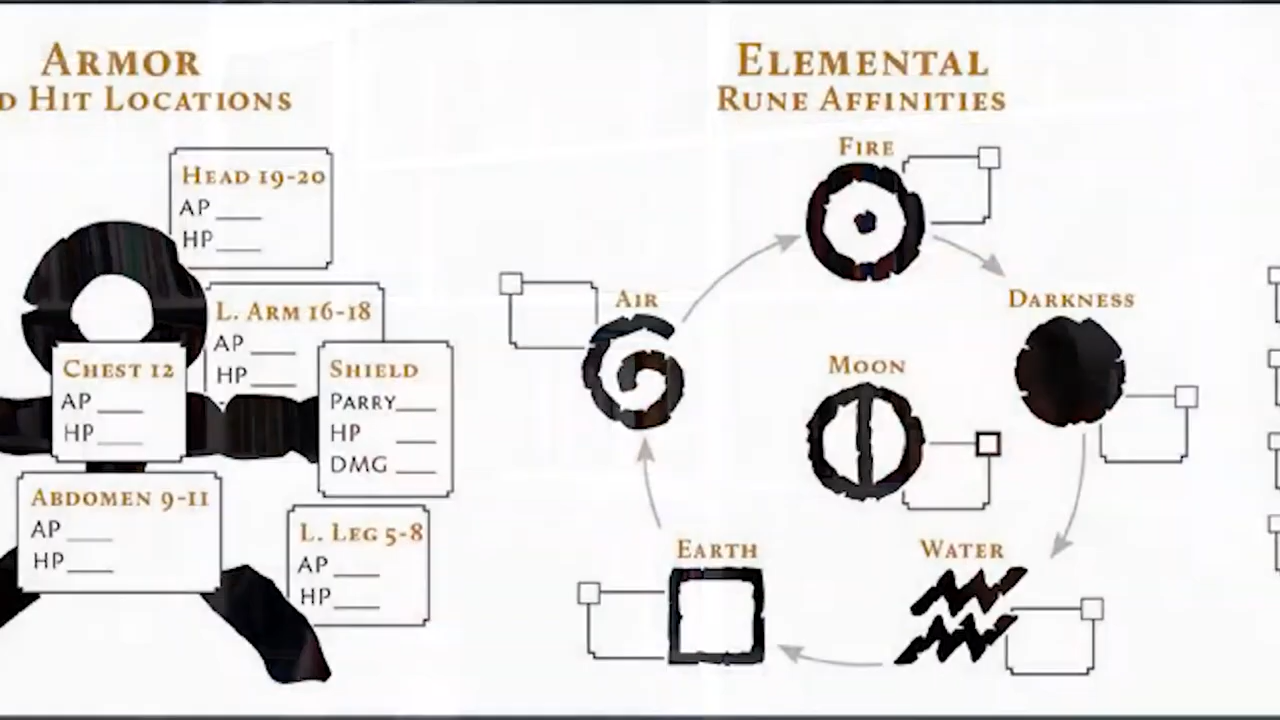 ARMOR
D HIT LOCATIONS
HEAD 19-20
AP
HP
L. ARM 16-18
AP
HP
CHEST 12
AP
HP
SHIELD
PARRY
HP
DMG
ABDOMEN 9-11
AP
HP
L. LEG 5-8
AP
HP
ELEMENTAL
RUNE AFFINITIES
FIRE
AIR
DARKNESS
MOON
EARTH
WATER